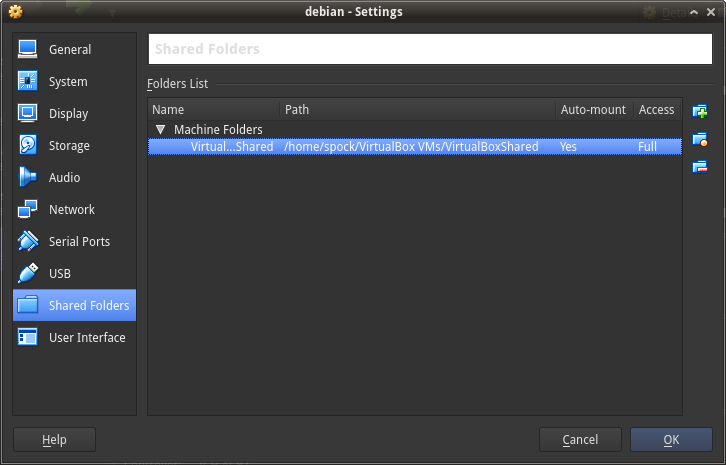 debian - Settings
General
System
Display
Storage
Audio
Network
Serial Ports
USB
Shared Folders
User Interface
Shared Folders
Folders List
Name Path Auto-mount Access
Machine Folders
Virtual...Shared /home/spock/VirtualBox VMs/VirtualBoxShared Yes Full
Help Cancel OK